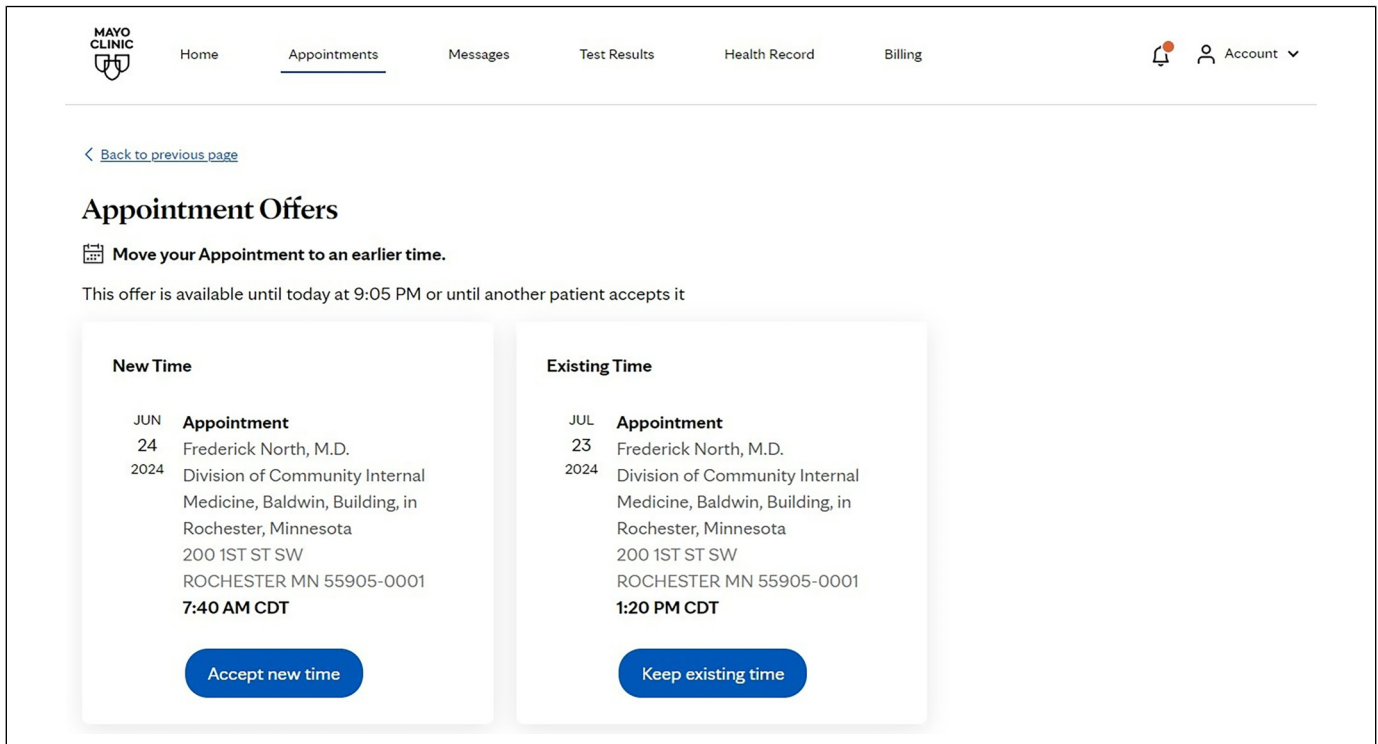 MAYO
CLINIC
Home
Appointments
Messages
Test Results
Health Record
Billing
Account
Back to previous page
Appointment Offers
Move your Appointment to an earlier time.
This offer is available until today at 9:05 PM or until another patient accepts it
New Time
JUN
24
2024
Appointment
Frederick North, M.D.
Division of Community Internal
Medicine, Baldwin, Building, in
Rochester, Minnesota
200 1ST ST SW
ROCHESTER MN 55905-0001
7:40 AM CDT
Accept new time
Existing Time
JUL
23
2024
Appointment
Frederick North, M.D.
Division of Community Internal
Medicine, Baldwin, Building, in
Rochester, Minnesota
200 1ST ST SW
ROCHESTER MN 55905-0001
1:20 PM CDT
Keep existing time